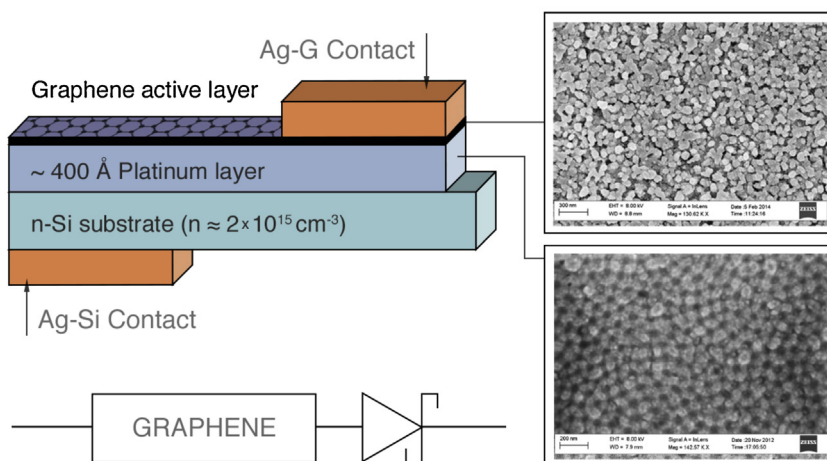 Ag-G Contact
Graphene active layer
~ 400 Å Platinum layer
n-Si substrate (n ≈ 2×10¹⁵ cm⁻³)
Ag-Si Contact
GRAPHENE
300 nm
EHT = 8.00 kV
WD = 8.8 mm
Signal A = InLens
Mag = 130.62 K X
Date :5 Feb 2014
Time :11:24:16
ZEISS
200 nm
EHT = 8.00 kV
WD = 7.9 mm
Signal A = InLens
Mag = 142.57 K X
Date :20 Nov 2012
Time :17:05:50
ZEISS